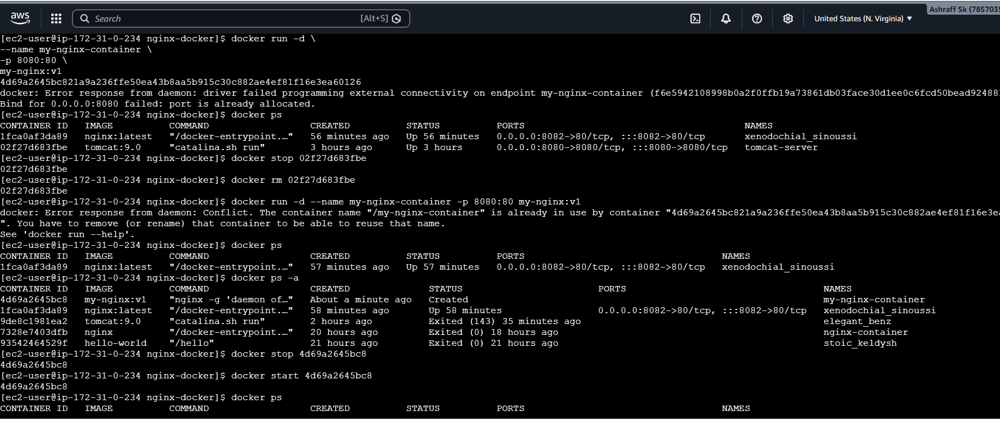 aws
Search [Alt+S]
United States (N. Virginia)
Ashraff Sk (785703
[ec2-user@ip-172-31-0-234 nginx-docker]$ docker run -d \
--name my-nginx-container \
-p 8080:80 \
my-nginx:v1
4d69a2645bc821a9a236ffe50ea43b8aa5b915c30c882ae4ef81f16e3ea60126
docker: Error response from daemon: driver failed programming external connectivity on endpoint my-nginx-container (f6e5942108998b0a2f0ffb19a73861db03face30d1ee0c6fcd50bead92488
Bind for 0.0.0.0:8080 failed: port is already allocated.
[ec2-user@ip-172-31-0-234 nginx-docker]$ docker ps
CONTAINER ID IMAGE COMMAND CREATED STATUS PORTS NAMES
1fca0af3da89 nginx:latest "/docker-entrypoint.…" 56 minutes ago Up 56 minutes 0.0.0.0:8082->80/tcp, :::8082->80/tcp xenodochial_sinoussi
02f27d683fbe tomcat:9.0 "catalina.sh run" 3 hours ago Up 3 hours 0.0.0.0:8080->8080/tcp, :::8080->8080/tcp tomcat-server
[ec2-user@ip-172-31-0-234 nginx-docker]$ docker stop 02f27d683fbe
02f27d683fbe
[ec2-user@ip-172-31-0-234 nginx-docker]$ docker rm 02f27d683fbe
02f27d683fbe
[ec2-user@ip-172-31-0-234 nginx-docker]$ docker run -d --name my-nginx-container -p 8080:80 my-nginx:v1
docker: Error response from daemon: Conflict. The container name "/my-nginx-container" is already in use by container "4d69a2645bc821a9a236ffe50ea43b8aa5b915c30c882ae4ef81f16e3e
". You have to remove (or rename) that container to be able to reuse that name.
See 'docker run --help'.
[ec2-user@ip-172-31-0-234 nginx-docker]$ docker ps
CONTAINER ID IMAGE COMMAND CREATED STATUS PORTS NAMES
1fca0af3da89 nginx:latest "/docker-entrypoint.…" 57 minutes ago Up 57 minutes 0.0.0.0:8082->80/tcp, :::8082->80/tcp xenodochial_sinoussi
[ec2-user@ip-172-31-0-234 nginx-docker]$ docker ps -a
CONTAINER ID IMAGE COMMAND CREATED STATUS PORTS NAMES
4d69a2645bc8 my-nginx:v1 "nginx -g 'daemon of…" About a minute ago Created my-nginx-container
1fca0af3da89 nginx:latest "/docker-entrypoint.…" 58 minutes ago Up 58 minutes 0.0.0.0:8082->80/tcp, :::8082->80/tcp xenodochial_sinoussi
9de8c1981ea2 tomcat:9.0 "catalina.sh run" 2 hours ago Exited (143) 35 minutes ago elegant_benz
7328e7403dfb nginx "/docker-entrypoint.…" 20 hours ago Exited (0) 18 hours ago nginx-container
93542464529f hello-world "/hello" 21 hours ago Exited (0) 21 hours ago stoic_keldysh
[ec2-user@ip-172-31-0-234 nginx-docker]$ docker stop 4d69a2645bc8
4d69a2645bc8
[ec2-user@ip-172-31-0-234 nginx-docker]$ docker start 4d69a2645bc8
4d69a2645bc8
[ec2-user@ip-172-31-0-234 nginx-docker]$ docker ps
CONTAINER ID IMAGE COMMAND CREATED STATUS PORTS NAMES